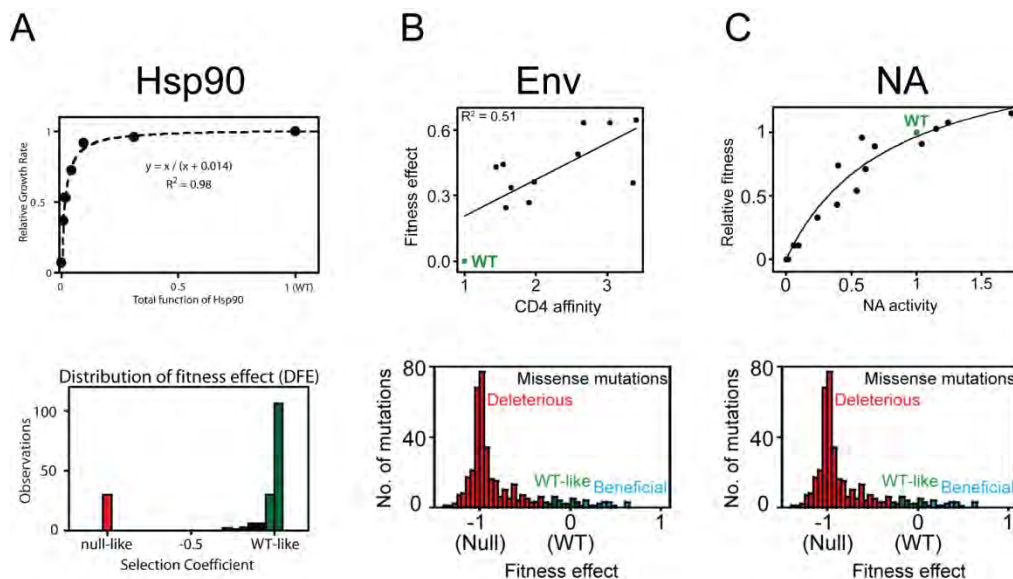 A
Hsp90
Relative Growth Rate
1
0.5
0
y = x / (x + 0.014)
R² = 0.98
0
0.5
1 (WT)
Total function of Hsp90
Distribution of fitness effect (DFE)
Observations
100
50
0
null-like
-0.5
WT-like
Selection Coefficient
B
Env
Fitness effect
R² = 0.51
0.6
0.3
0.0
WT
1
2
3
CD4 affinity
No. of mutations
80
40
0
Missense mutations
Deleterious
WT-like
Beneficial
-1
0
1
(Null)
(WT)
Fitness effect
C
NA
Relative fitness
1.0
0.5
0
WT
0
0.5
1.0
1.5
NA activity
No. of mutations
80
40
0
Missense mutations
Deleterious
WT-like
Beneficial
-1
0
1
(Null)
(WT)
Fitness effect